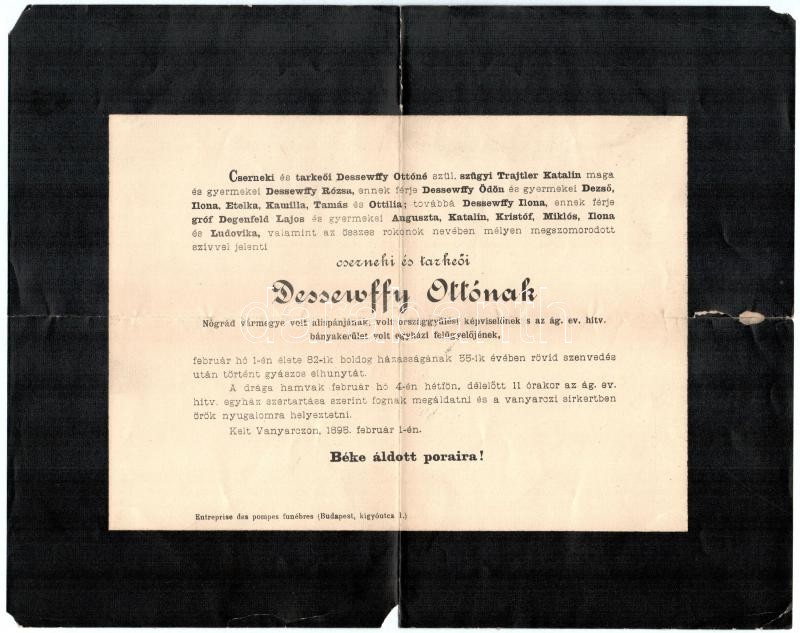 Cserneki és tarkeői Dessewffy Ottóné szül. szügyi Trajtler Katalin maga
és gyermekei Dessewffy Rózsa, ennek férje Dessewffy Ödön és gyermekei Dezső,
Ilona, Etelka, Kamilla, Tamás és Ottilia; továbbá Dessewffy Ilona, ennek férje
gróf Degenfeld Lajos és gyermekei Anguszta, Katalin, Kristóf, Miklós, Ilona
és Ludovika, valamint az összes rokonok nevében mélyen megszomorodott
szívvel jelenti
cserneki és tarkeői
Dessewffy Ottónak
Nógrád vármegye volt alispánjának, volt országgyűlési képviselőnek s az ág. ev. hitv.
bányakerület volt egyházi felügyelőjének,
február hó 1-én élete 82-ik boldog házasságának 55-ik évében rövid szenvedés
után történt gyászos elhunytát.
A drága hamvak február hó 4-én hétfőn, délelőtt 11 órakor az ág. ev.
hitv. egyház szertartása szerint fognak megáldatni és a vanyarczi sírkertben
örök nyugalomra helyeztetni.
Kelt Vanyarczon, 1895. február 1-én.
Béke áldott poraira!
Entreprise des pompes funébres (Budapest, kigyóutcza 1.)
darabanth